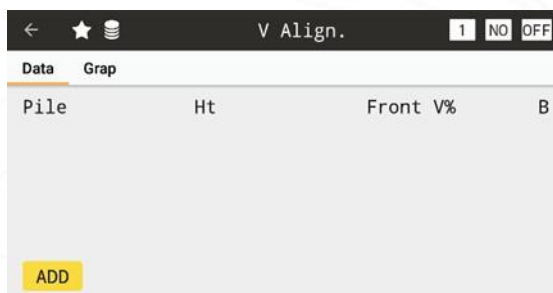 V Align. 1 NO OFF
Data Grap
Pile Ht Front V% B
ADD